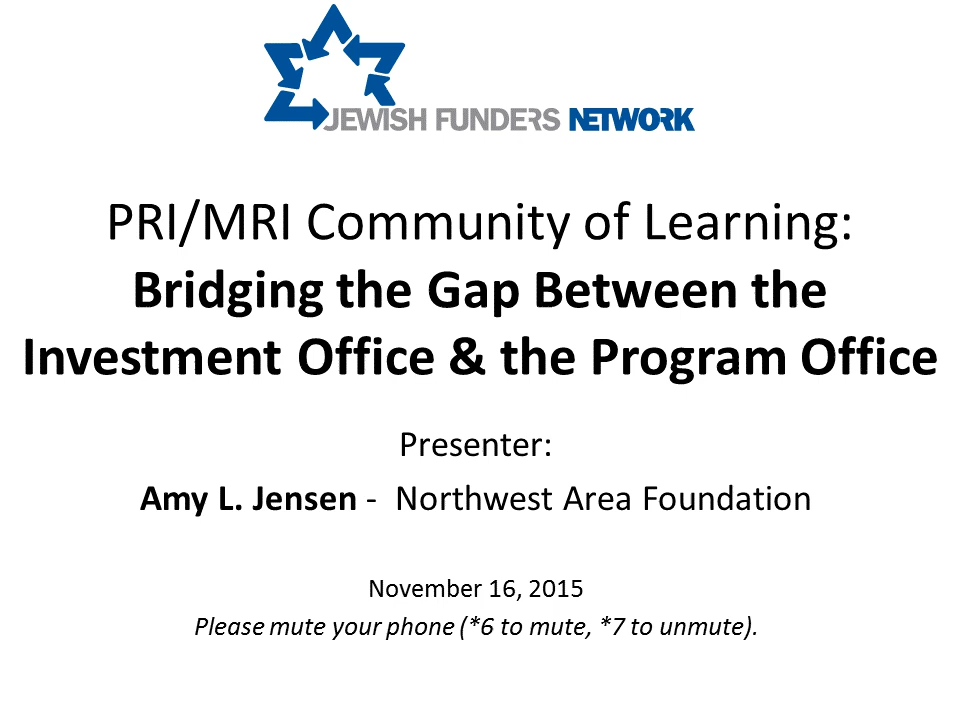 JEWISH FUNDERS NETWORK
PRI/MRI Community of Learning:
Bridging the Gap Between the
Investment Office & the Program Office
Presenter:
Amy L. Jensen - Northwest Area Foundation
November 16, 2015
Please mute your phone (*6 to mute, *7 to unmute).